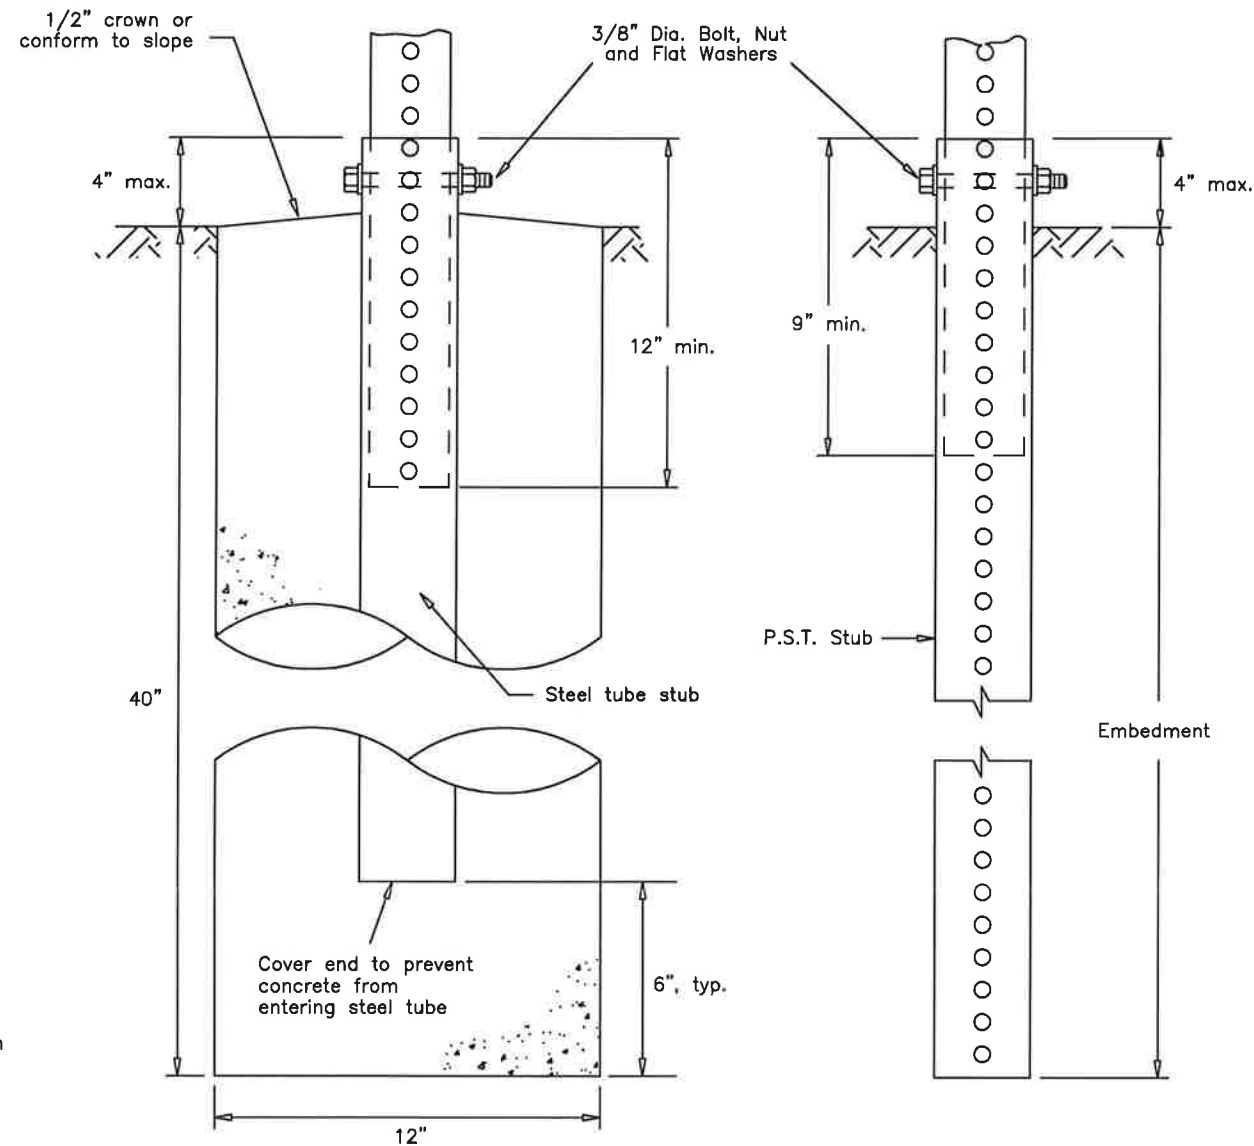 1/2" crown or
conform to slope
3/8" Dia. Bolt, Nut
and Flat Washers
4" max.
4" max.
9" min.
12" min.
P.S.T. Stub
40"
Steel tube stub
Embedment
Cover end to prevent
concrete from
entering steel tube
6", typ.
12"